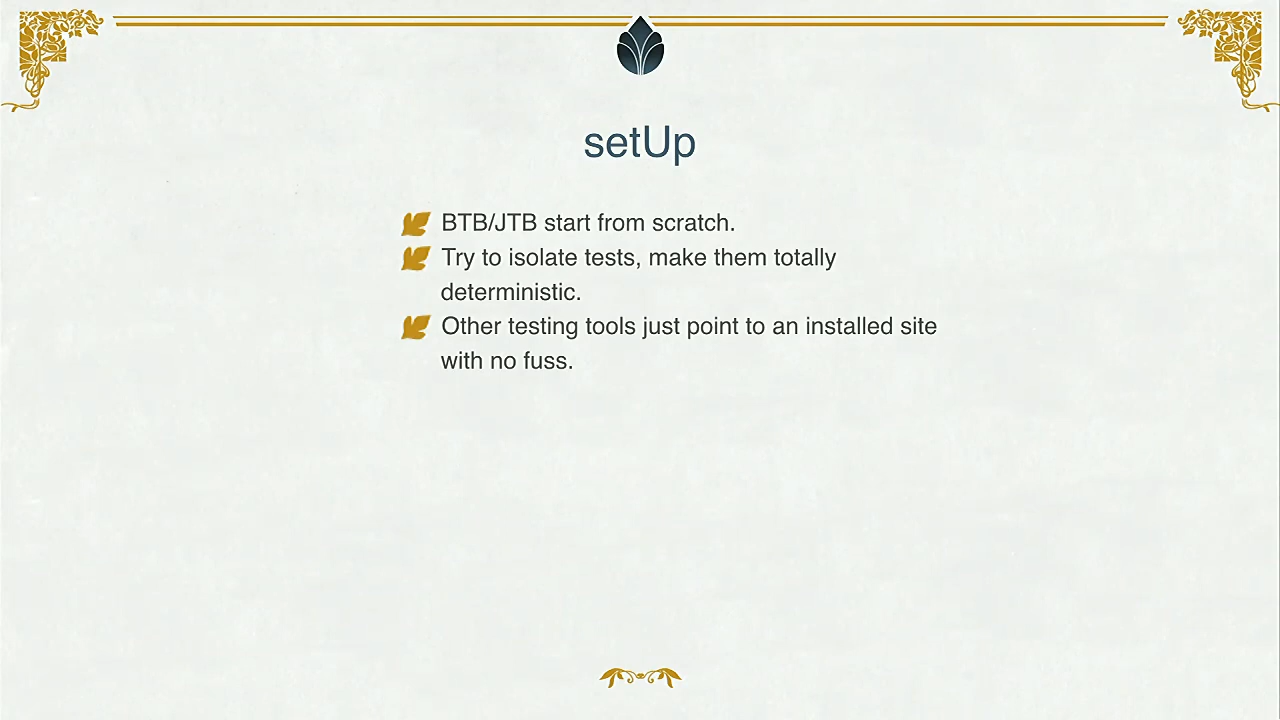 setUp
BTB/JTB start from scratch.
Try to isolate tests, make them totally
deterministic.
Other testing tools just point to an installed site
with no fuss.